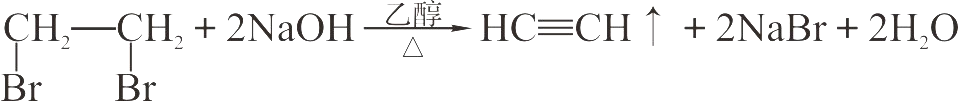 乙醇
CH₂—CH₂ + 2NaOH → HC≡CH↑ + 2NaBr + 2H₂O
△
Br Br